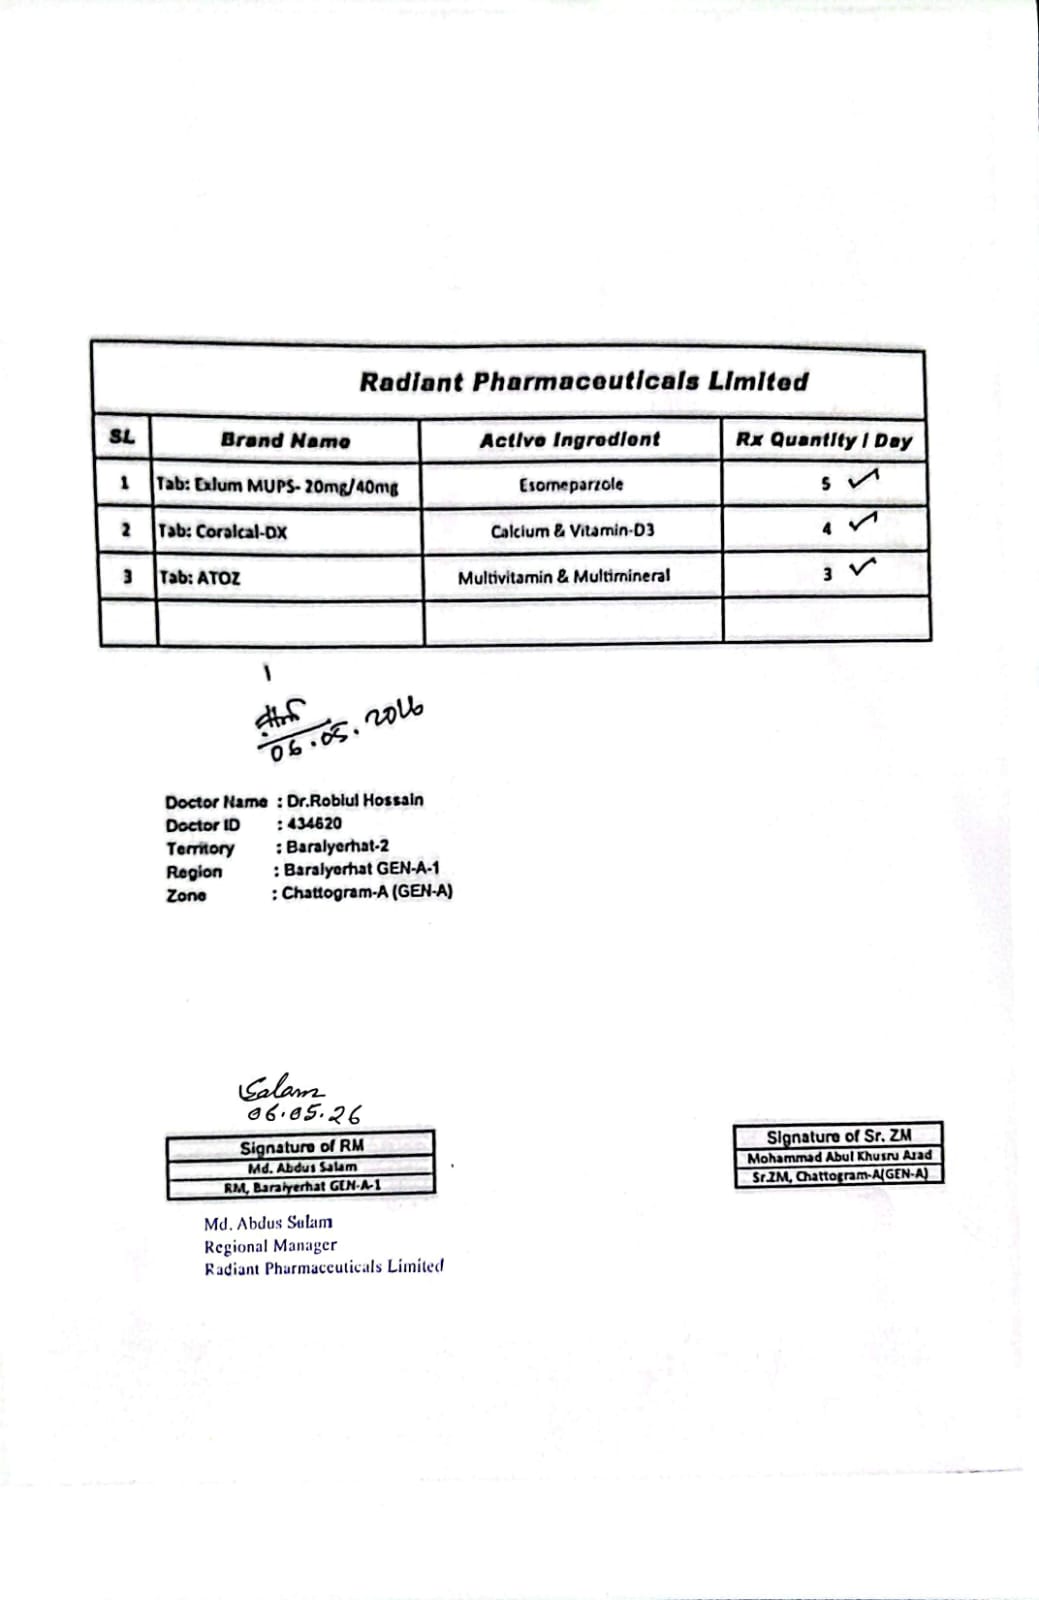 Radiant Pharmaceuticals Limited
SL Brand Name Active Ingredient Rx Quantity / Day
1 Tab: Exium MUPS- 20mg/40mg Esomeparzole 5 ✓
2 Tab: Coralcal-DX Calcium & Vitamin-D3 4 ✓
3 Tab: ATOZ Multivitamin & Multimineral 3 ✓
06.05.2026
Doctor Name : Dr.Robiul Hossain
Doctor ID : 434620
Territory : Baraiyerhat-2
Region : Baraiyerhat GEN-A-1
Zone : Chattogram-A (GEN-A)
Salam
06.05.26
Signature of RM
Md. Abdus Salam
RM, Baraiyerhat GEN-A-1
Signature of Sr. ZM
Mohammad Abul Khusru Azad
Sr.ZM, Chattogram-A(GEN-A)
Md. Abdus Salam
Regional Manager
Radiant Pharmaceuticals Limited